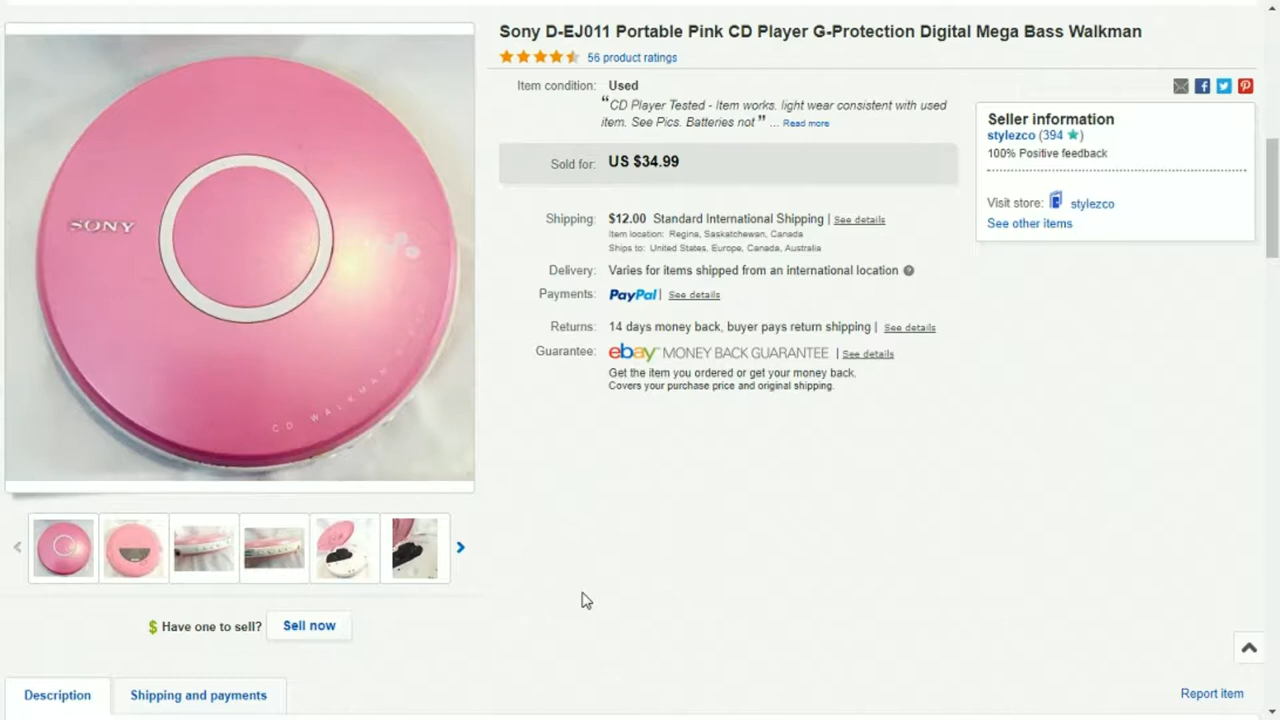 Sony D-EJ011 Portable Pink CD Player G-Protection Digital Mega Bass Walkman
56 product ratings
Item condition: Used
“CD Player Tested - Item works. light wear consistent with used
item. See Pics. Batteries not” ... Read more
Sold for: US $34.99
Shipping: $12.00 Standard International Shipping | See details
Item location: Regina, Saskatchewan, Canada
Ships to: United States, Europe, Canada, Australia
Delivery: Varies for items shipped from an international location
Payments: PayPal | See details
Returns: 14 days money back, buyer pays return shipping | See details
Guarantee: ebay MONEY BACK GUARANTEE | See details
Get the item you ordered or get your money back.
Covers your purchase price and original shipping.
Seller information
stylezco (394 ★)
100% Positive feedback
Visit store: stylezco
See other items
SONY
CD WALKMAN
$ Have one to sell? Sell now
Description
Shipping and payments
Report item